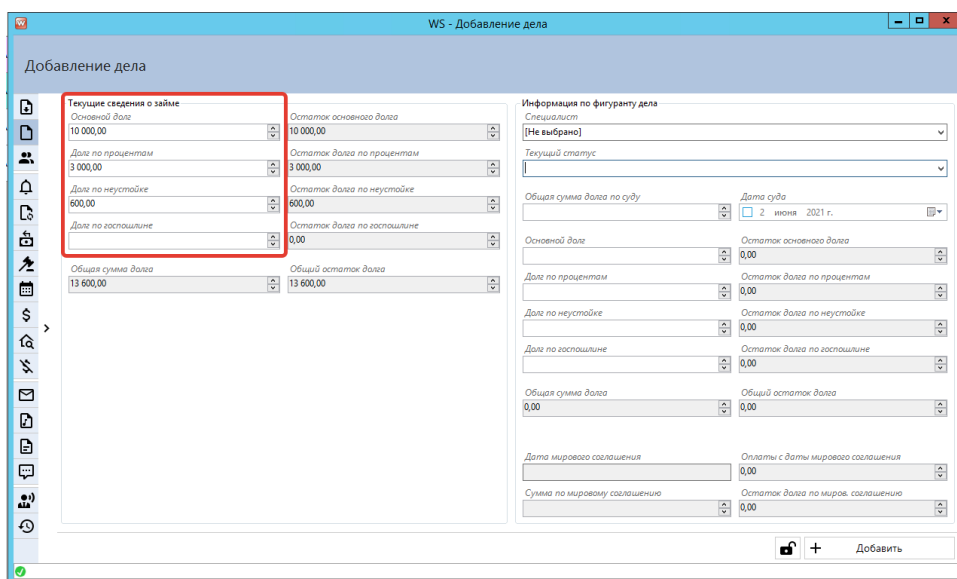 WS - Добавление дела
Добавление дела
Текущие сведения о займе
Основной долг
Остаток основного долга
10 000,00
10 000,00
Долг по процентам
Остаток долга по процентам
3 000,00
3 000,00
Долг по неустойке
Остаток долга по неустойке
600,00
600,00
Долг по госпошлине
Остаток долга по госпошлине
0,00
Общая сумма долга
Общий остаток долга
13 600,00
13 600,00
Информация по фигуранту дела
Специалист
[Не выбрано]
Текущий статус
Общая сумма долга по суду
Дата суда
2 июня 2021 г.
Основной долг
Остаток основного долга
0,00
Долг по процентам
Остаток долга по процентам
0,00
Долг по неустойке
Остаток долга по неустойке
0,00
Долг по госпошлине
Остаток долга по госпошлине
0,00
Общая сумма долга
Общий остаток долга
0,00
0,00
Дата мирового соглашения
Оплаты с даты мирового соглашения
0,00
Сумма по мировому соглашению
Остаток долга по миров. соглашению
0,00
Добавить